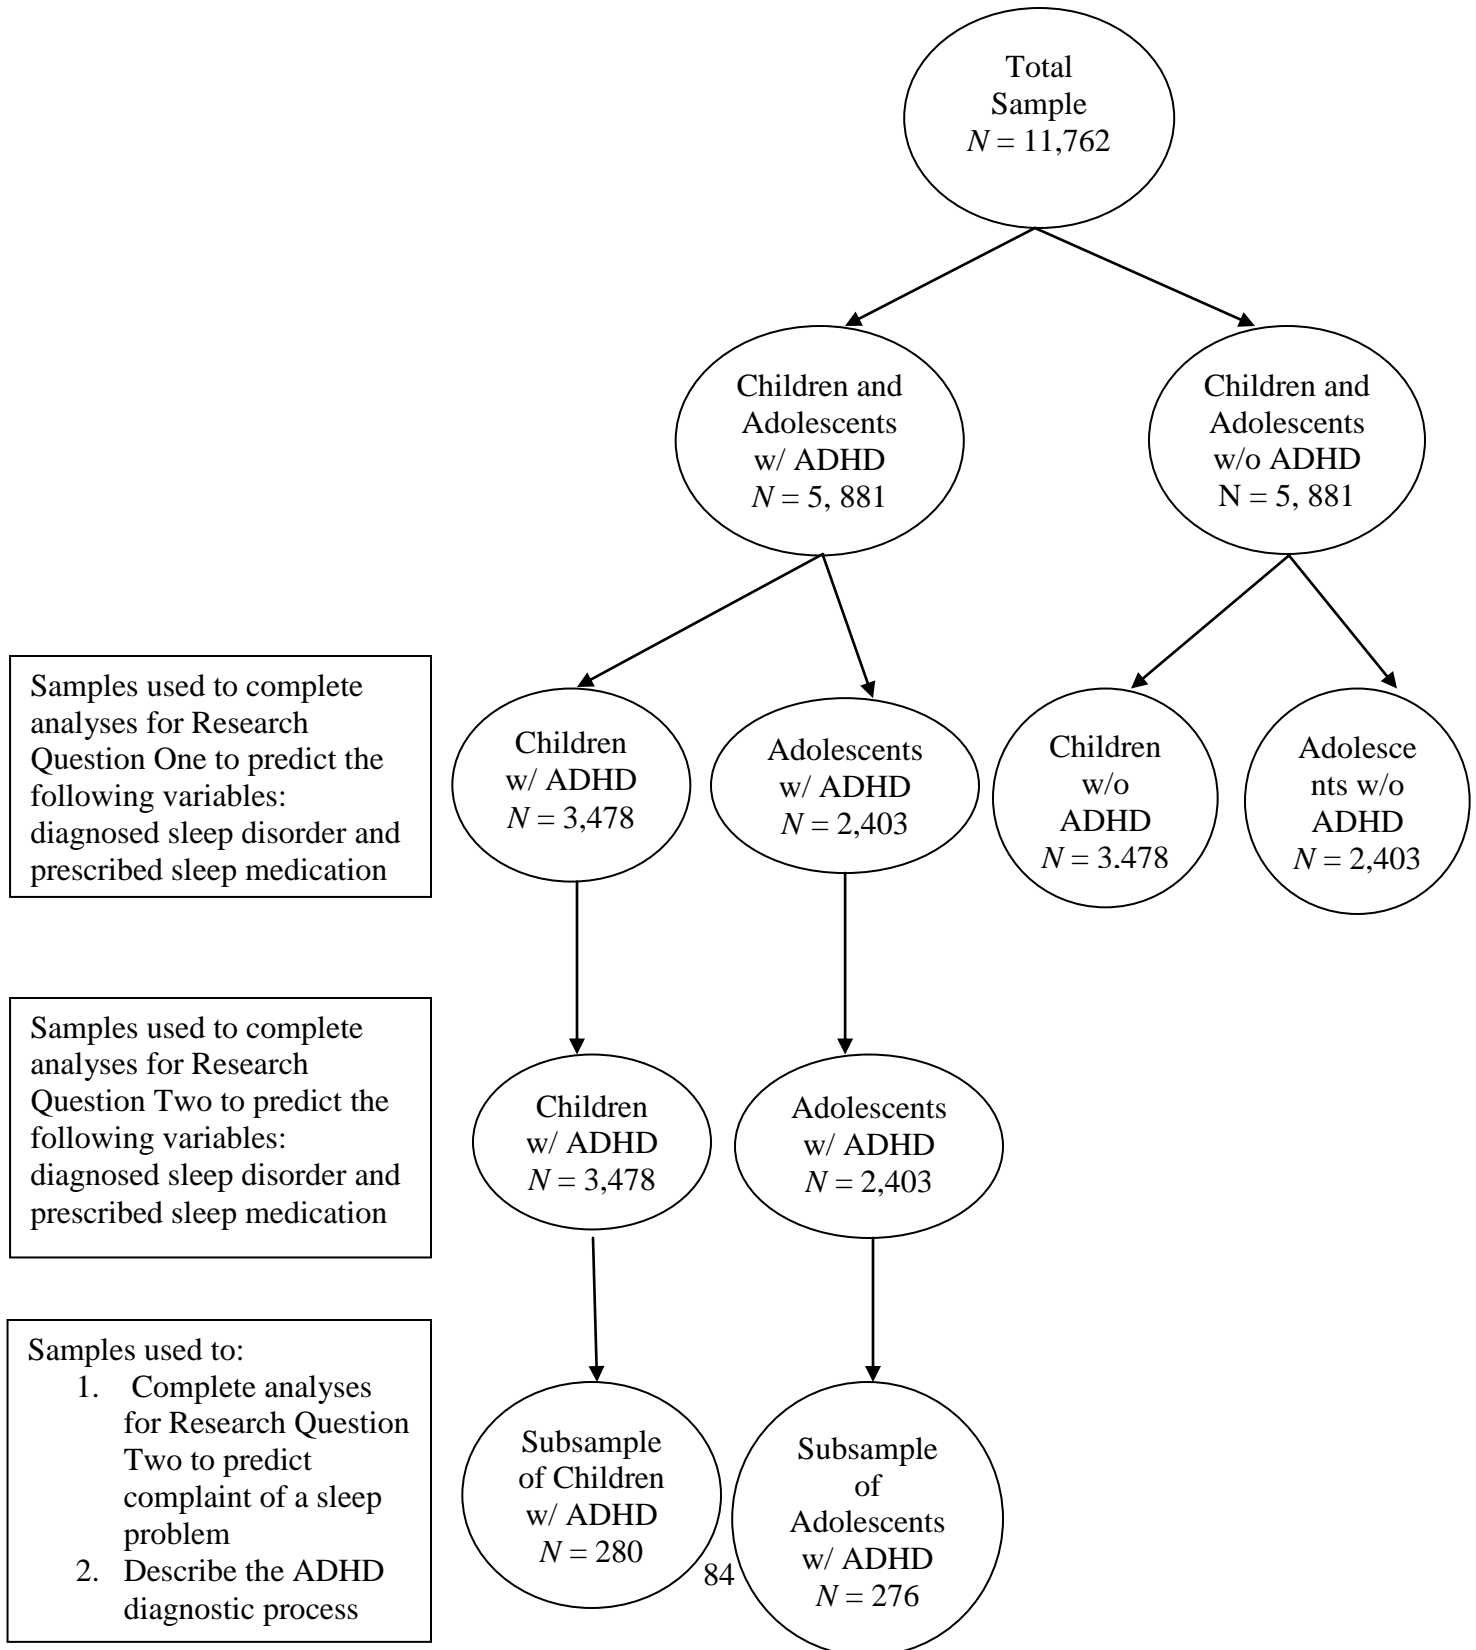 Total
Sample
N = 11,762
Children and
Adolescents
w/ ADHD
N = 5, 881
Children and
Adolescents
w/o ADHD
N = 5, 881
Samples used to complete
analyses for Research
Question One to predict the
following variables:
diagnosed sleep disorder and
prescribed sleep medication
Children
w/ ADHD
N = 3,478
Adolescents
w/ ADHD
N = 2,403
Children
w/o
ADHD
N = 3,478
Adolesce
nts w/o
ADHD
N = 2,403
Samples used to complete
analyses for Research
Question Two to predict the
following variables:
diagnosed sleep disorder and
prescribed sleep medication
Children
w/ ADHD
N = 3,478
Adolescents
w/ ADHD
N = 2,403
Samples used to:
1. Complete analyses
for Research Question
Two to predict
complaint of a sleep
problem
2. Describe the ADHD
diagnostic process
Subsample
of Children
w/ ADHD
N = 280
Subsample
of
Adolescents
w/ ADHD
N = 276
84